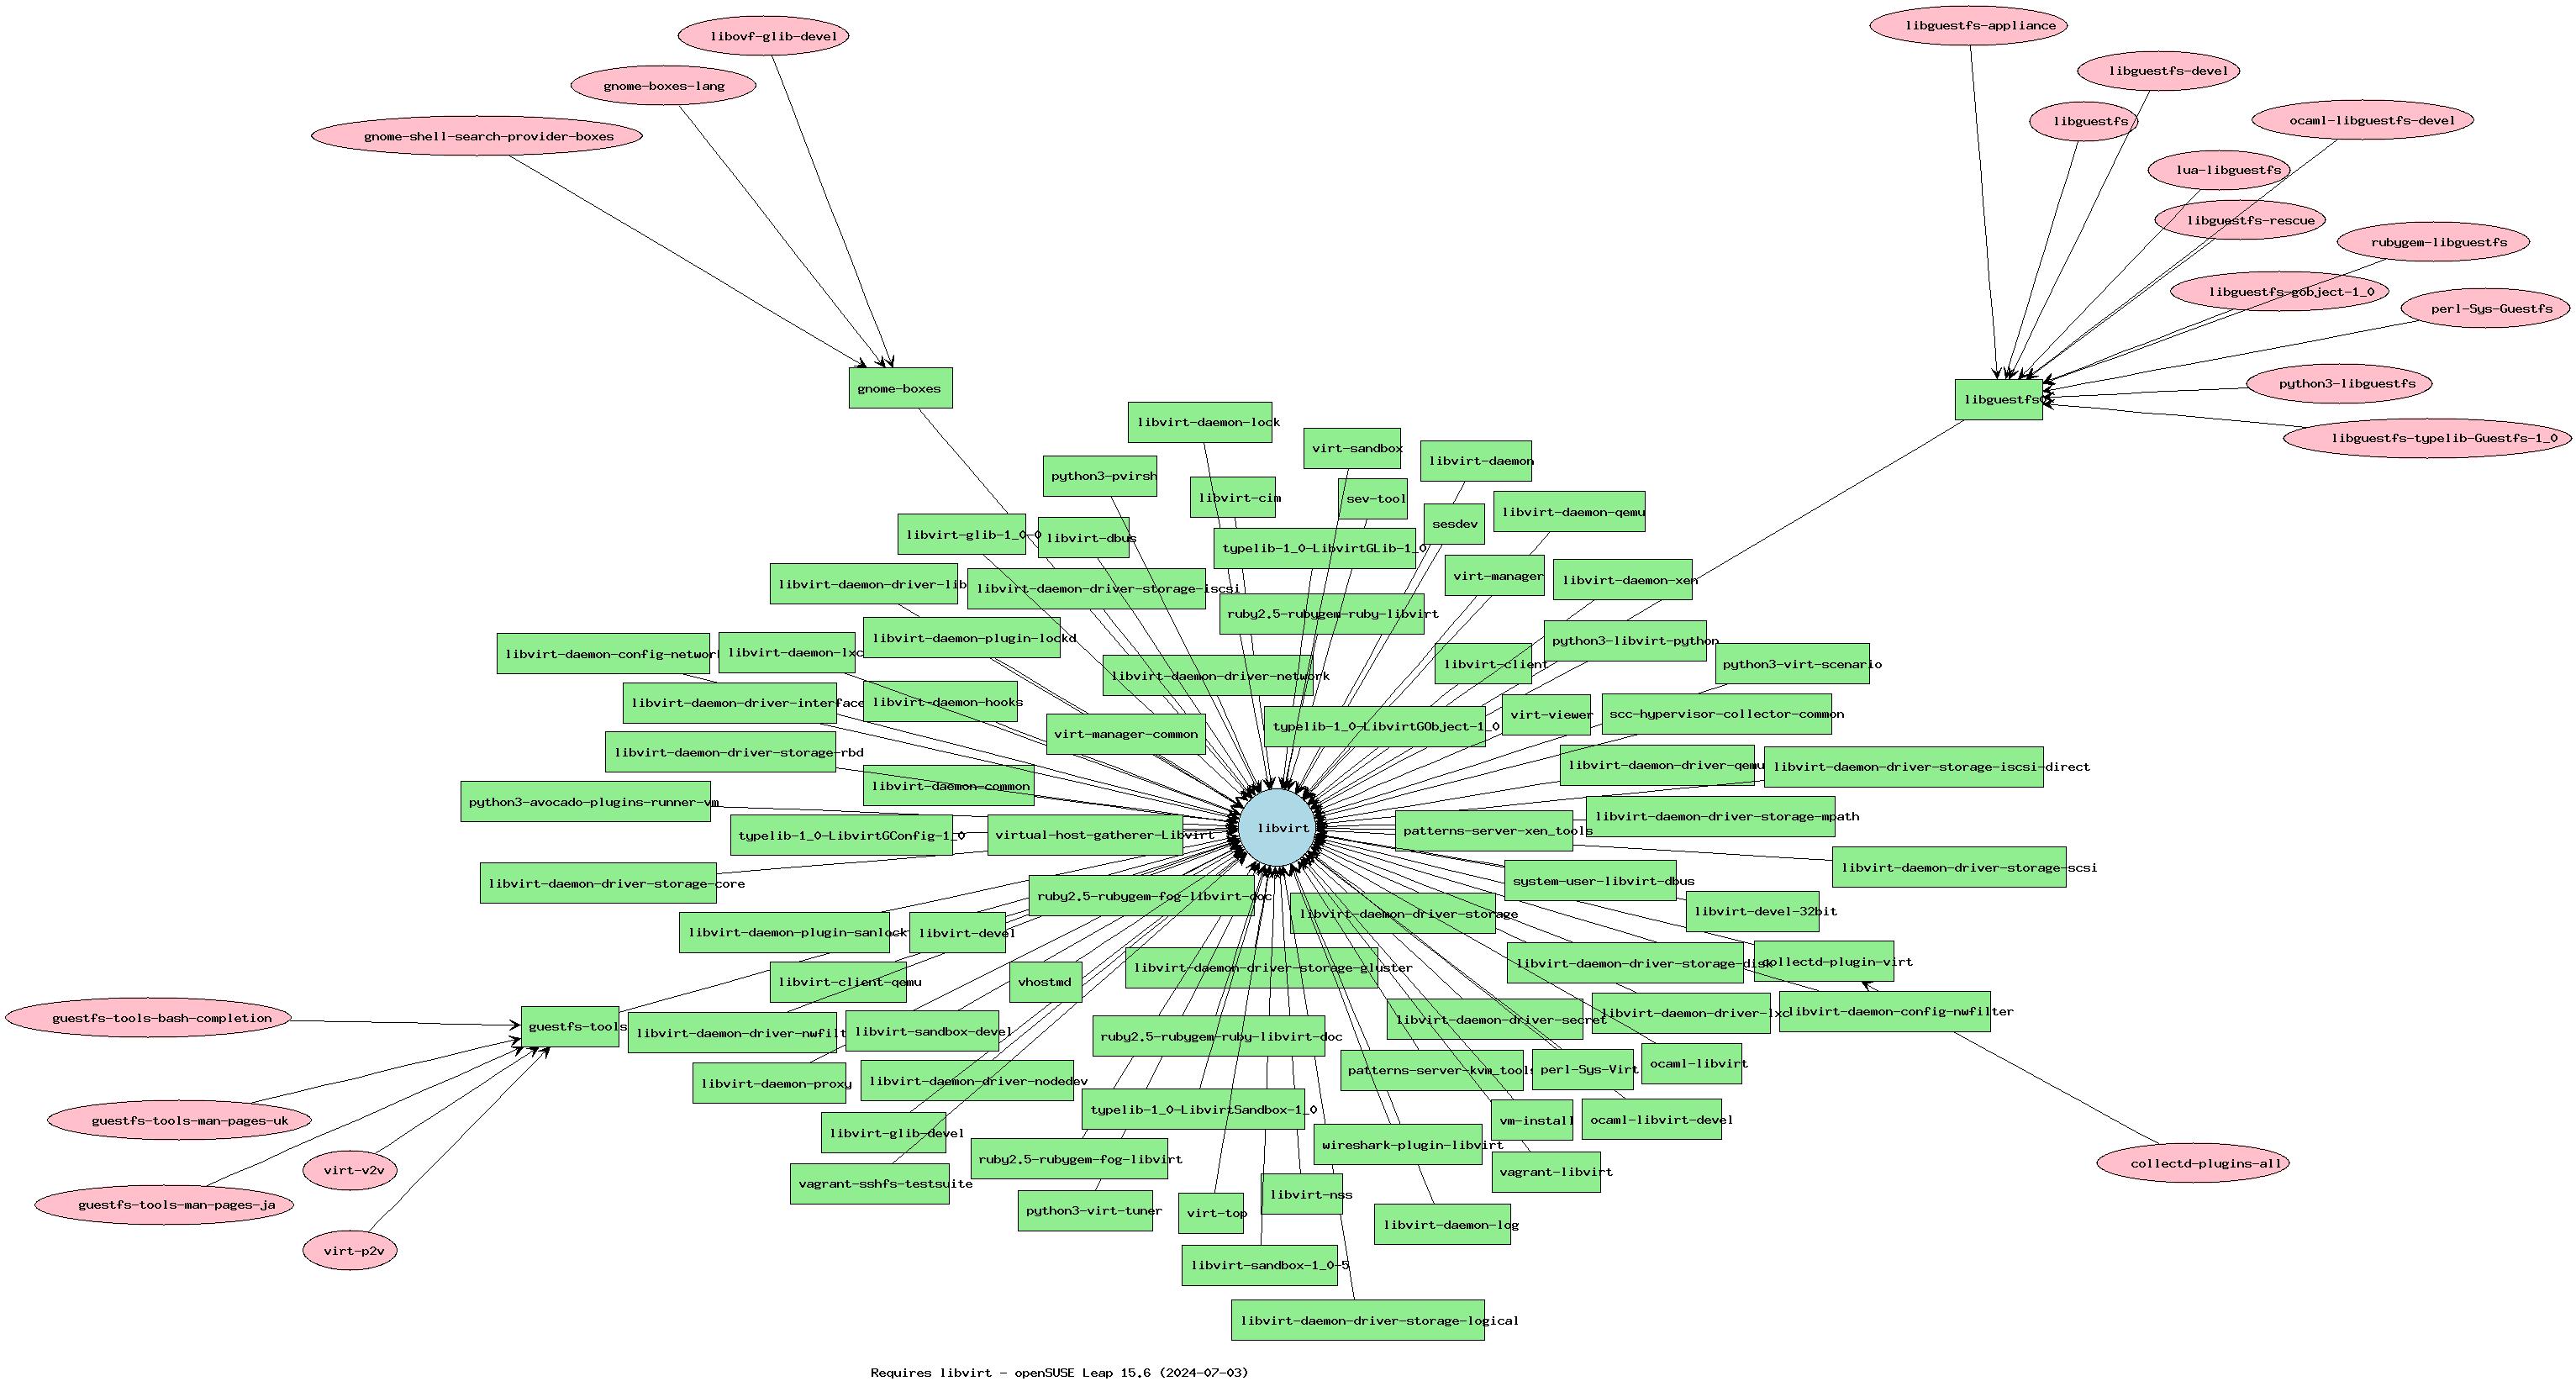 libguestfs-appliance
libovf-glib-devel
libguestfs-devel
gnome-boxes-lang
ocaml-libguestfs-devel
libguestfs
gnome-shell-search-provider-boxes
lua-libguestfs
libguestfs-rescue
rubygem-libguestfs
libguestfs-gobject-1_0
perl-Sys-Guestfs
python3-libguestfs
gnome-boxes
libguestfs
libvirt-daemon-lock
libguestfs-typelib-Guestfs-1_0
virt-sandbox
libvirt-daemon
python3-pvirsh
libvirt-cim
sev-tool
libvirt-daemon-qemu
sesdev
libvirt-glib-1_0-0
libvirt-dbus
typelib-1_0-LibvirtGLib-1_0
virt-manager
libvirt-daemon-xen
libvirt-daemon-driver-lib
libvirt-daemon-driver-storage-iscsi
ruby2.5-rubygem-ruby-libvirt
libvirt-daemon-plugin-lockd
python3-libvirt-python
libvirt-daemon-config-network
libvirt-daemon-lxc
libvirt-client
python3-virt-scenario
libvirt-daemon-driver-network
libvirt-daemon-driver-interface
libvirt-daemon-hooks
virt-viewer
scc-hypervisor-collector-common
typelib-1_0-LibvirtGObject-1_0
virt-manager-common
libvirt-daemon-driver-storage-rbd
libvirt-daemon-driver-qemu
libvirt-daemon-driver-storage-iscsi-direct
libvirt-daemon-common
python3-avocado-plugins-runner-vm
libvirt-daemon-driver-storage-mpath
libvirt
patterns-server-xen_tools
typelib-1_0-LibvirtGConfig-1_0
virtual-host-gatherer-Libvirt
libvirt-daemon-driver-storage-scsi
libvirt-daemon-driver-storage-core
system-user-libvirt-dbus
ruby2.5-rubygem-fog-libvirt-doc
libvirt-devel-32bit
libvirt-daemon-driver-storage
libvirt-daemon-plugin-sanlock
libvirt-devel
collectd-plugin-virt
libvirt-daemon-driver-storage-disk
libvirt-daemon-driver-storage-gluster
libvirt-client-qemu
vhostmd
libvirt-daemon-config-nwfilter
libvirt-daemon-driver-lxc
guestfs-tools-bash-completion
libvirt-daemon-driver-secret
guestfs-tools
libvirt-daemon-driver-nwfilt
libvirt-sandbox-devel
ruby2.5-rubygem-ruby-libvirt-doc
ocaml-libvirt
patterns-server-kvm_tools
perl-Sys-Virt
libvirt-daemon-proxy
libvirt-daemon-driver-nodedev
typelib-1_0-LibvirtSandbox-1_0
guestfs-tools-man-pages-uk
vm-install
ocaml-libvirt-devel
libvirt-glib-devel
wireshark-plugin-libvirt
ruby2.5-rubygem-fog-libvirt
collectd-plugins-all
virt-v2v
vagrant-libvirt
vagrant-sshfs-testsuite
libvirt-nss
guestfs-tools-man-pages-ja
python3-virt-tuner
virt-top
libvirt-daemon-log
virt-p2v
libvirt-sandbox-1_0-5
libvirt-daemon-driver-storage-logical
Requires libvirt - openSUSE Leap 15.6 (2024-07-03)